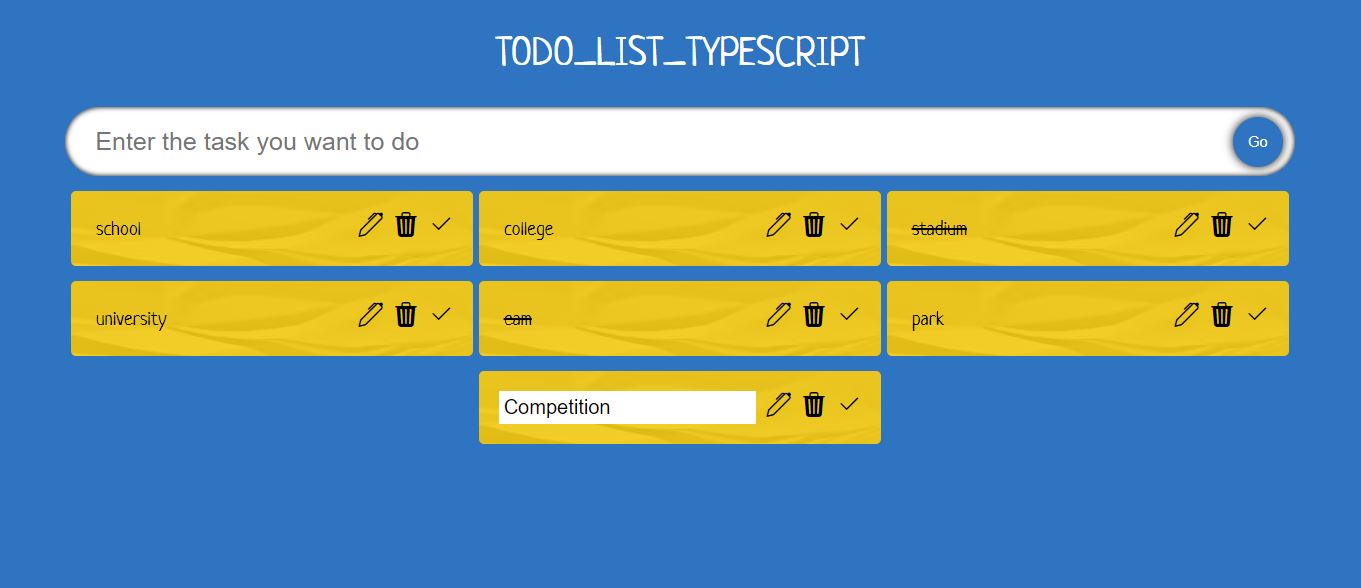 TODO_LIST_TYPESCRIPT
Enter the task you want to do
Go
school
college
stadium
university
eam
park
Competition